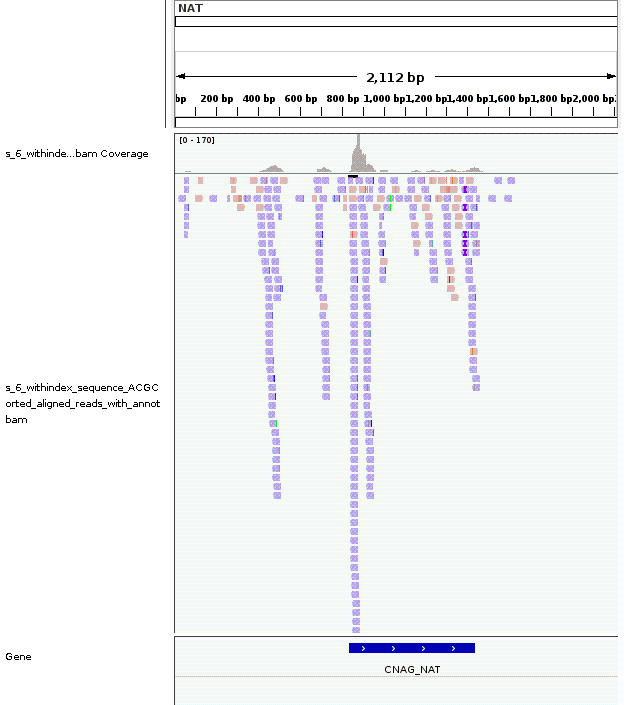 NAT
2,112 bp
bp 200 bp 400 bp 600 bp 800 bp 1,000 bp 1,200 bp 1,400 bp 1,600 bp 1,800 bp 2,000 bp
s_6_withinde...bam Coverage
[0 - 170]
s_6_withindex_sequence_ACGC
orted_aligned_reads_with_annot
bam
Gene
CNAG_NAT